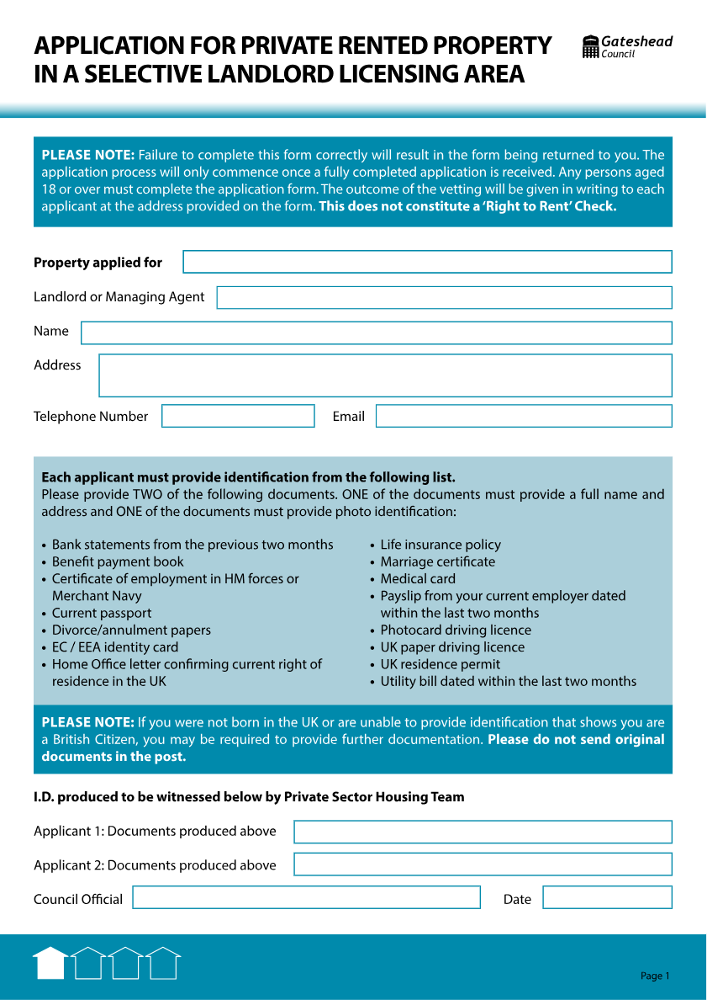 APPLICATION FOR PRIVATE RENTED PROPERTY
IN A SELECTIVE LANDLORD LICENSING AREA
Gateshead
Council
PLEASE NOTE: Failure to complete this form correctly will result in the form being returned to you. The
application process will only commence once a fully completed application is received. Any persons aged
18 or over must complete the application form. The outcome of the vetting will be given in writing to each
applicant at the address provided on the form. This does not constitute a ‘Right to Rent’ Check.
Property applied for
Landlord or Managing Agent
Name
Address
Telephone Number
Email
Each applicant must provide identification from the following list.
Please provide TWO of the following documents. ONE of the documents must provide a full name and
address and ONE of the documents must provide photo identification:
• Bank statements from the previous two months
• Benefit payment book
• Certificate of employment in HM forces or
Merchant Navy
• Current passport
• Divorce/annulment papers
• EC / EEA identity card
• Home Office letter confirming current right of
residence in the UK
• Life insurance policy
• Marriage certificate
• Medical card
• Payslip from your current employer dated
within the last two months
• Photocard driving licence
• UK paper driving licence
• UK residence permit
• Utility bill dated within the last two months
PLEASE NOTE: If you were not born in the UK or are unable to provide identification that shows you are
a British Citizen, you may be required to provide further documentation. Please do not send original
documents in the post.
I.D. produced to be witnessed below by Private Sector Housing Team
Applicant 1: Documents produced above
Applicant 2: Documents produced above
Council Official
Date
Page 1